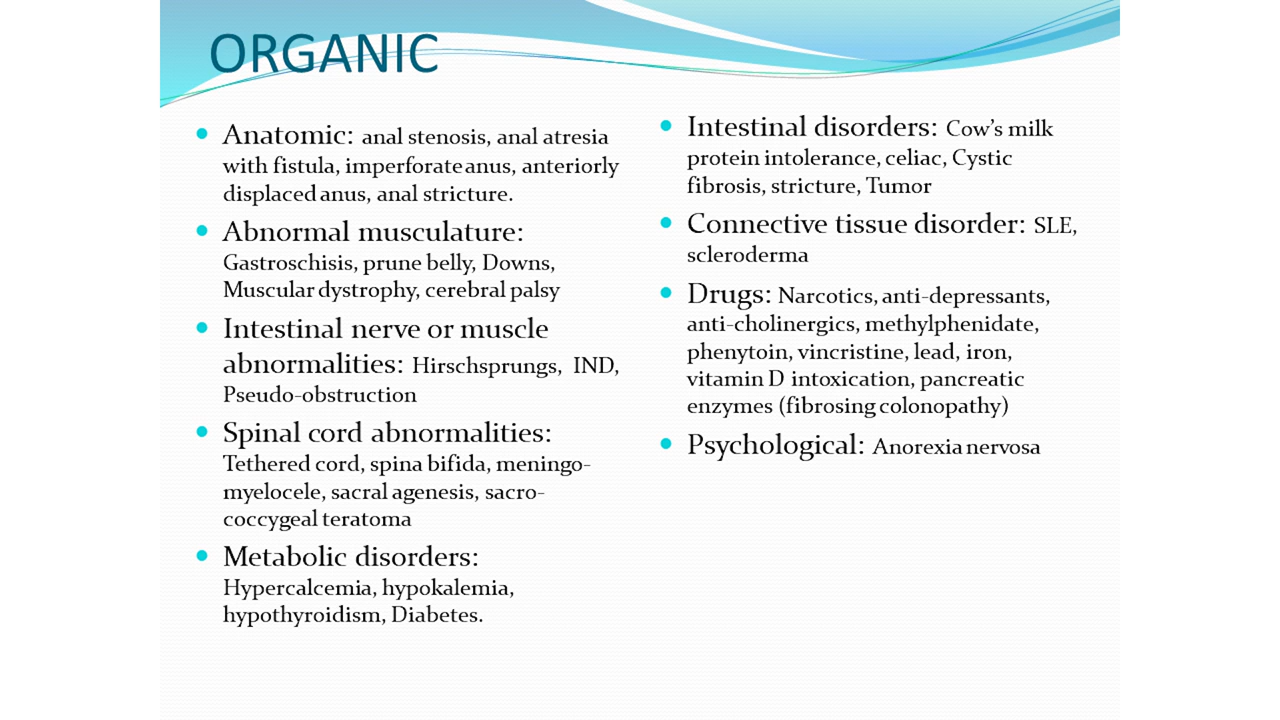 ORGANIC
Anatomic: anal stenosis, anal atresia
with fistula, imperforate anus, anteriorly
displaced anus, anal stricture.
Abnormal musculature:
Gastroschisis, prune belly, Downs,
Muscular dystrophy, cerebral palsy
Intestinal nerve or muscle
abnormalities: Hirschsprungs, IND,
Pseudo-obstruction
Spinal cord abnormalities:
Tethered cord, spina bifida, meningo-
myelocele, sacral agenesis, sacro-
coccygeal teratoma
Metabolic disorders:
Hypercalcemia, hypokalemia,
hypothyroidism, Diabetes.
Intestinal disorders: Cow's milk
protein intolerance, celiac, Cystic
fibrosis, stricture, Tumor
Connective tissue disorder: SLE,
scleroderma
Drugs: Narcotics, anti-depressants,
anti-cholinergics, methylphenidate,
phenytoin, vincristine, lead, iron,
vitamin D intoxication, pancreatic
enzymes (fibrosing colonopathy)
Psychological: Anorexia nervosa